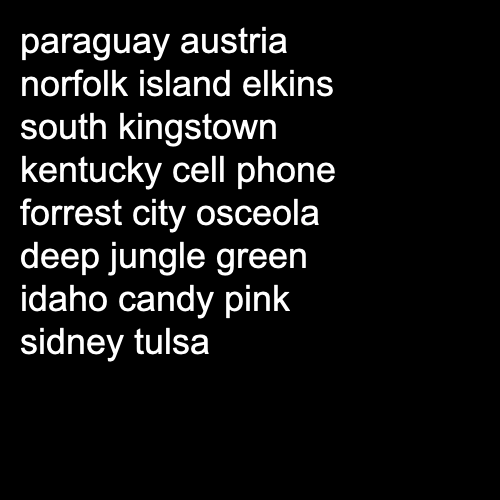 paraguay austria
norfolk island elkins
south kingstown
kentucky cell phone
forrest city osceola
deep jungle green
idaho candy pink
sidney tulsa